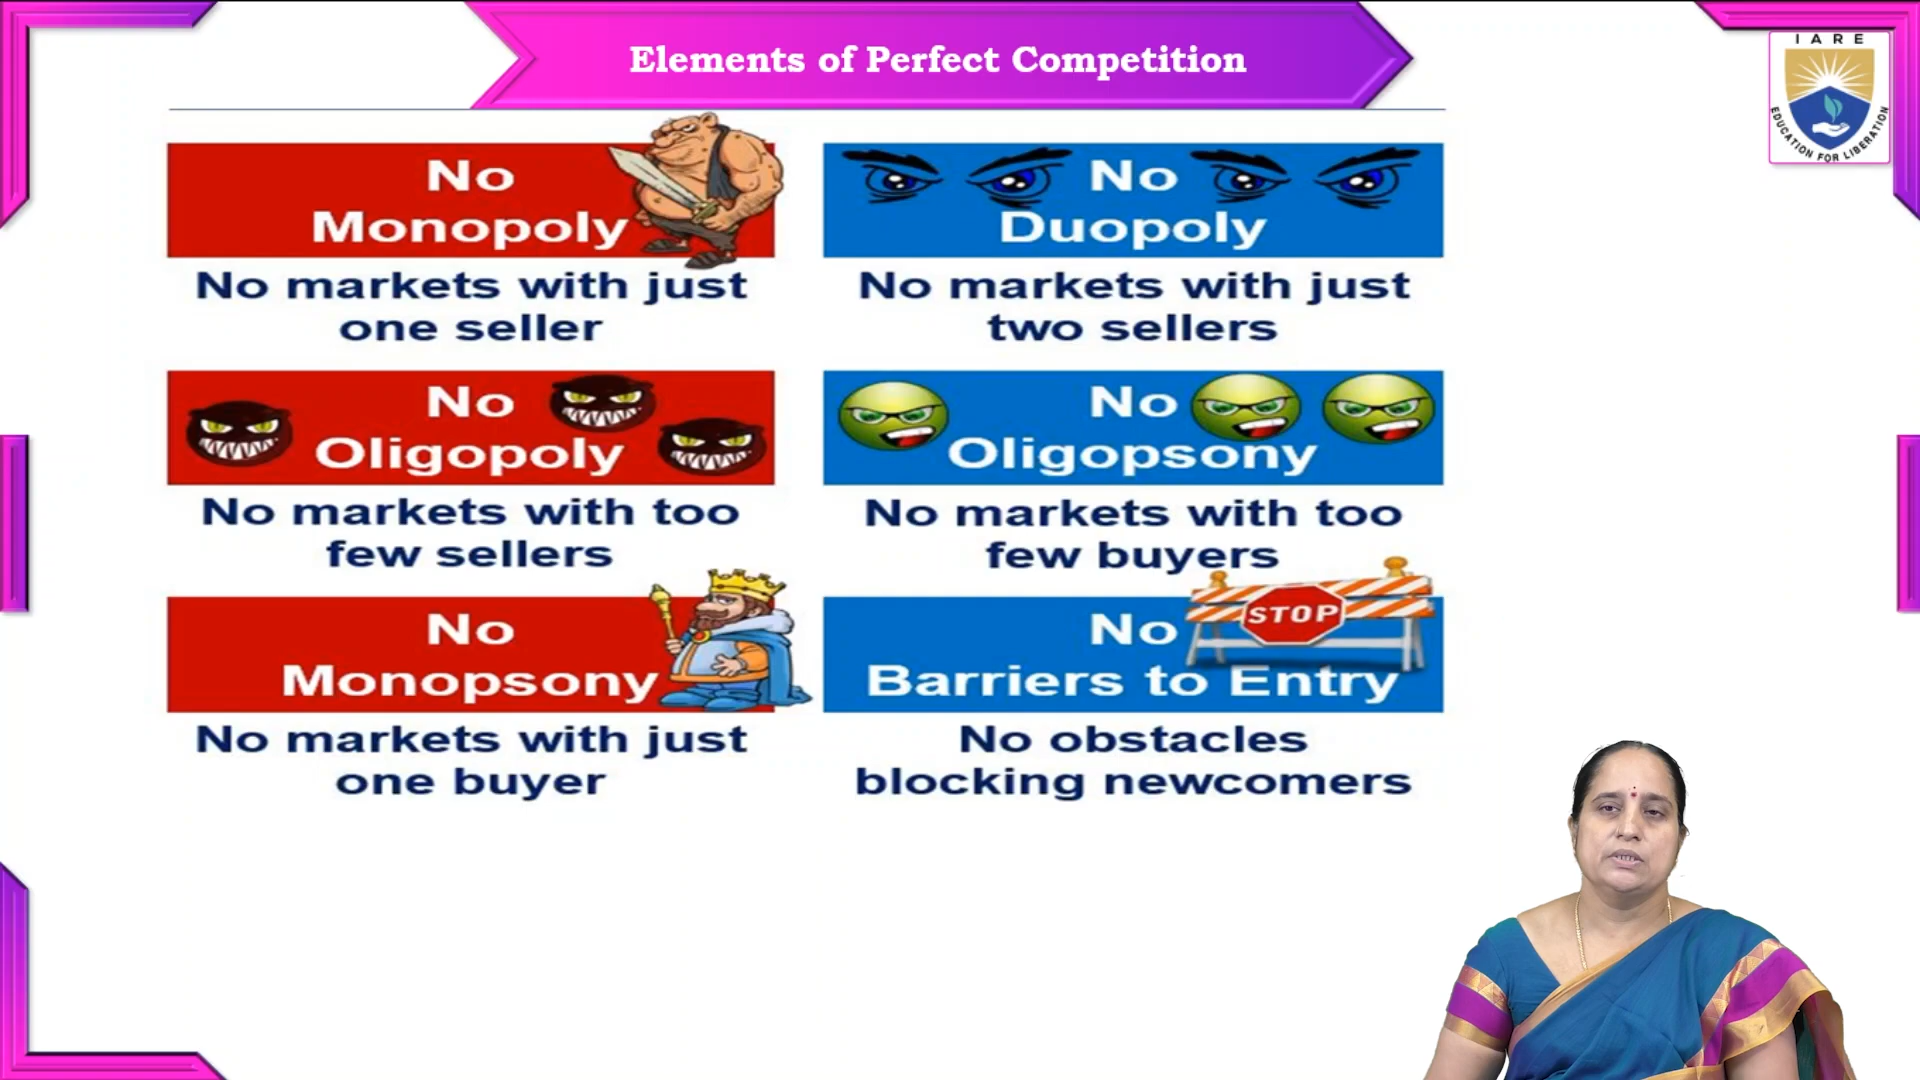 Elements of Perfect Competition
IARE
EDUCATION FOR LIBERATION
No
Monopoly
No markets with just
one seller
No
Duopoly
No markets with just
two sellers
No
Oligopoly
No markets with too
few sellers
No
Oligopsony
No markets with too
few buyers
No
Monopsony
No markets with just
one buyer
STOP
No
Barriers to Entry
No obstacles
blocking newcomers